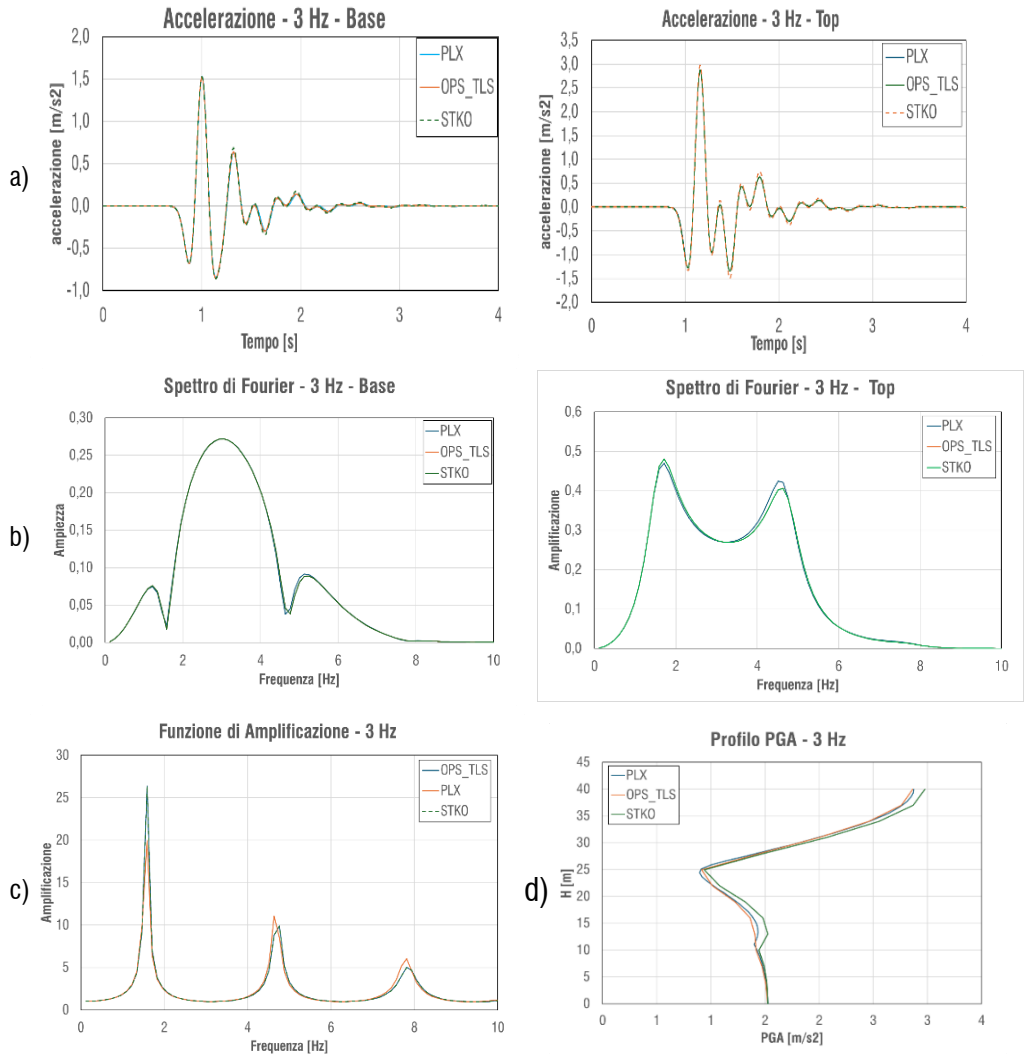 Accelerazione - 3 Hz - Base
2,0
1,5
1,0
0,5
0,0
-0,5
-1,0
accelerazione [m/s2]
0 1 2 3 4
Tempo [s]
PLX
OPS_TLS
STKO
Accelerazione - 3 Hz - Top
3,5
3,0
2,5
2,0
1,5
1,0
0,5
0,0
-0,5
-1,0
-1,5
-2,0
accelerazione [m/s2]
0 1 2 3 4
Tempo [s]
PLX
OPS_TLS
STKO
a)
Spettro di Fourier - 3 Hz - Base
0,30
0,25
0,20
0,15
0,10
0,05
0,00
Ampiezza
0 2 4 6 8 10
Frequenza [Hz]
PLX
OPS_TLS
STKO
Spettro di Fourier - 3 Hz - Top
0,6
0,5
0,4
0,3
0,2
0,1
0,0
Amplificazione
0 2 4 6 8 10
Frequenza [Hz]
PLX
OPS_TLS
STKO
b)
Funzione di Amplificazione - 3 Hz
30
25
20
15
10
5
0
Amplificazione
0 2 4 6 8 10
Frequenza [Hz]
OPS_TLS
PLX
STKO
c)
Profilo PGA - 3 Hz
45
40
35
30
25
20
15
10
5
0
H [m]
0 1 1 2 2 3 3 4
PGA [m/s2]
PLX
OPS_TLS
STKO
d)